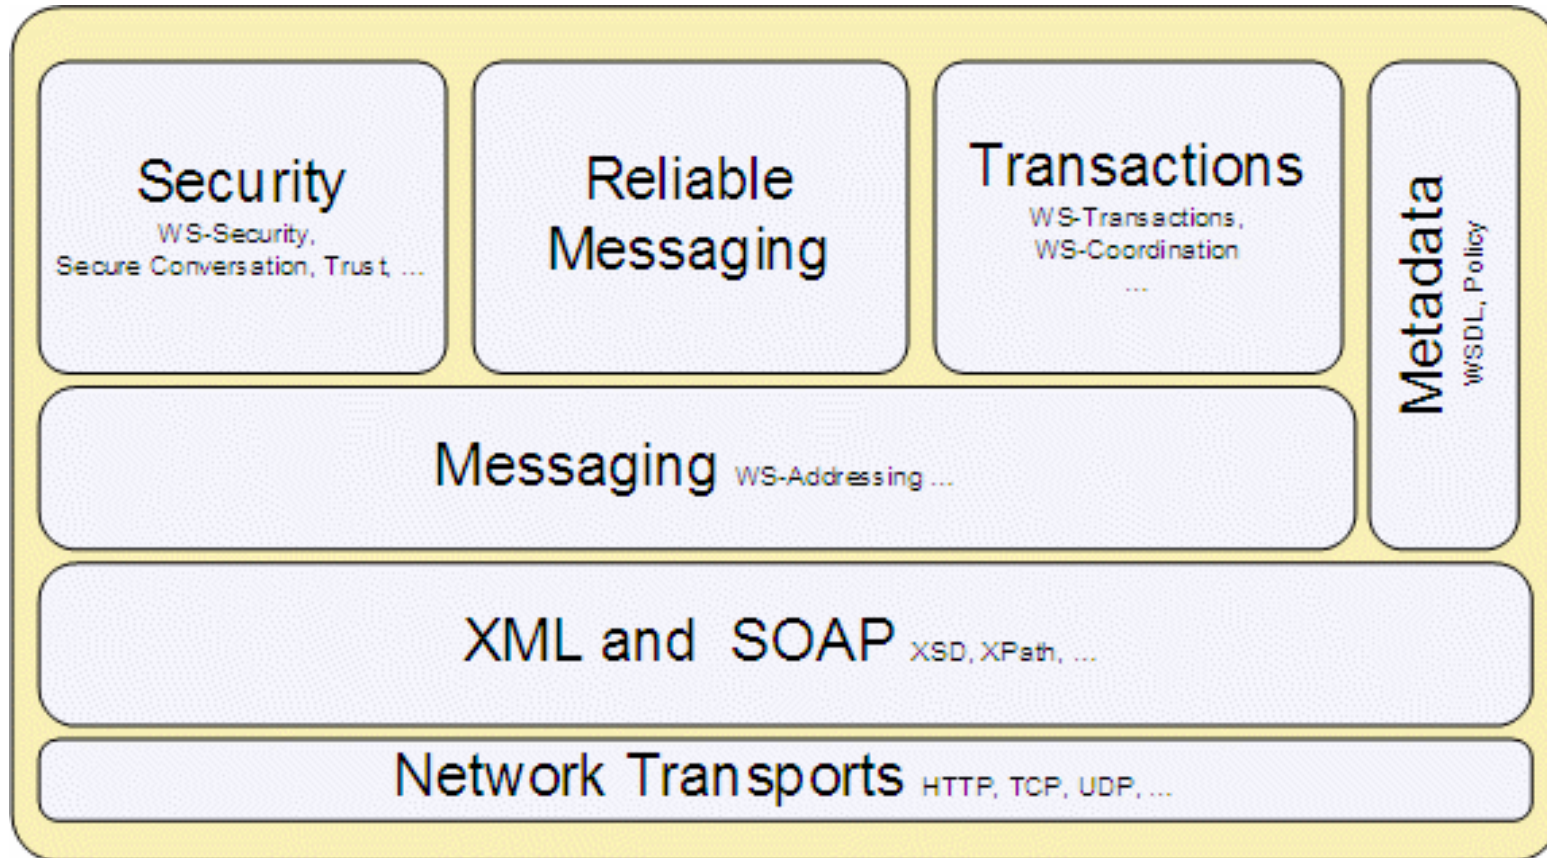 Security
WS-Security,
Secure Conversation, Trust, ...
Reliable
Messaging
Transactions
WS-Transactions,
WS-Coordination
...
Metadata
WSDL, Policy
Messaging WS-Addressing ...
XML and SOAP XSD, XPath, ...
Network Transports HTTP, TCP, UDP, ...